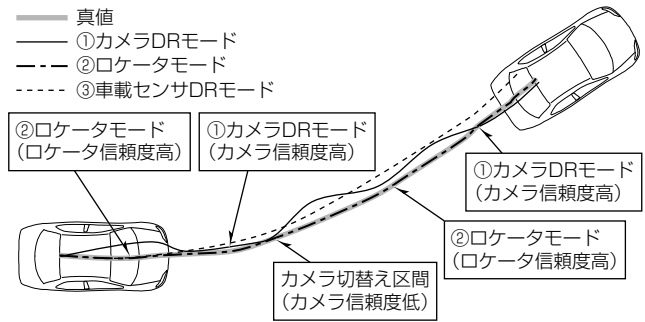 真値
①カメラDRモード
②ロケータモード
③車載センサDRモード
②ロケータモード
（ロケータ信頼度高）
①カメラDRモード
（カメラ信頼度高）
①カメラDRモード
（カメラ信頼度高）
②ロケータモード
（ロケータ信頼度高）
カメラ切替え区間
（カメラ信頼度低）